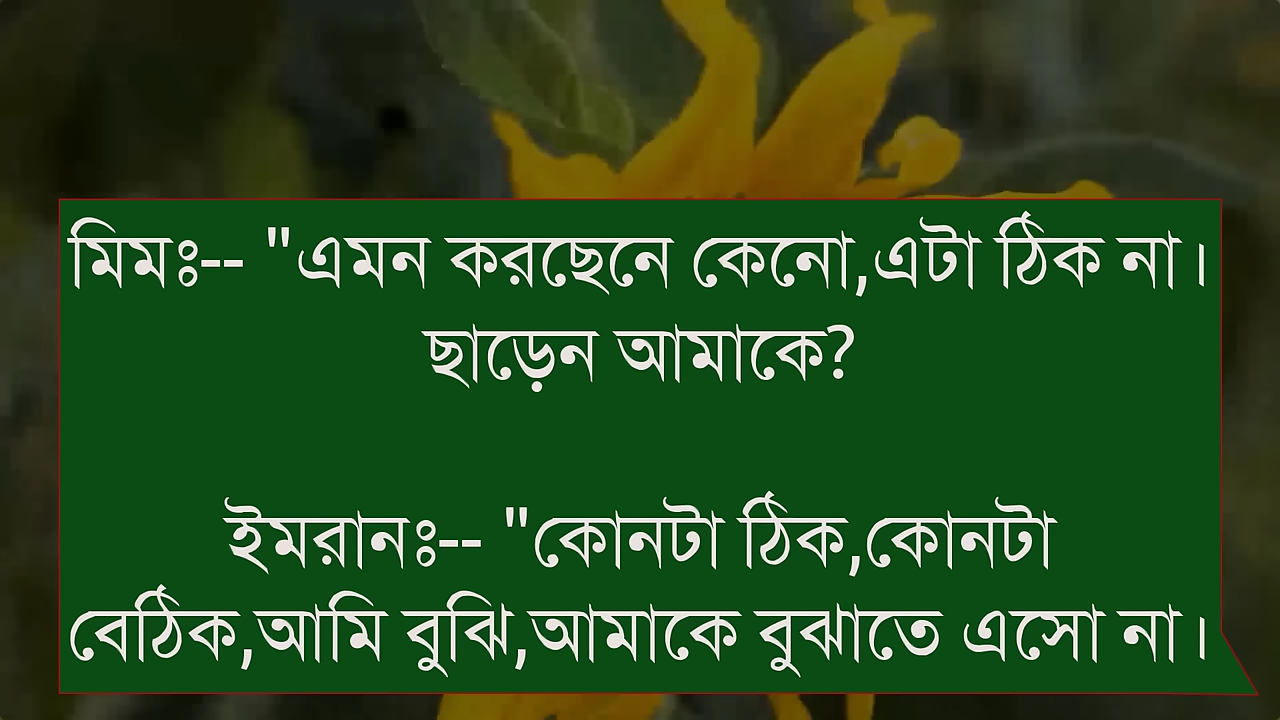 মিমঃ-- "এমন করছেনে কেনো,এটা ঠিক না।
ছাড়েন আমাকে?
ইমরানঃ-- "কোনটা ঠিক,কোনটা
বেঠিক,আমি বুঝি,আমাকে বুঝাতে এসো না।